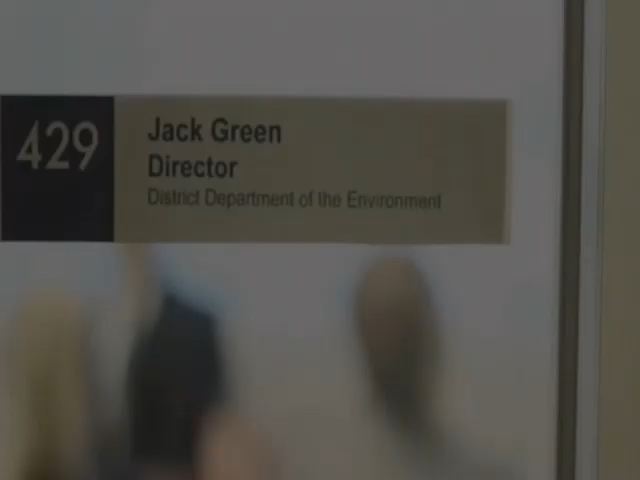 429
Jack Green
Director
District Department of the Environment